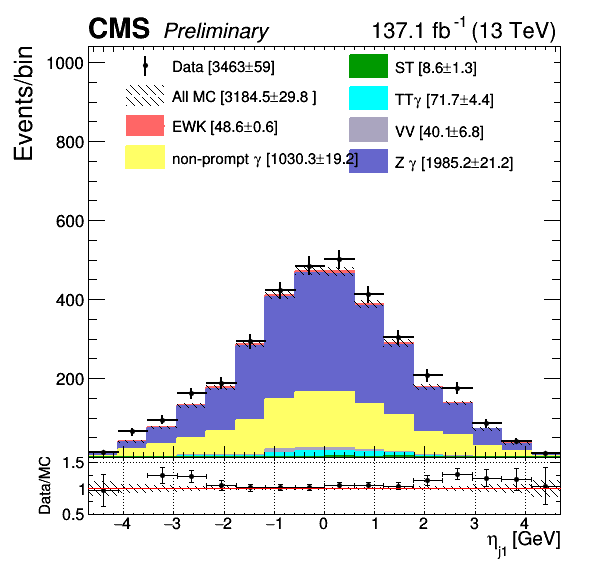 CMS Preliminary 137.1 fb⁻¹ (13 TeV)
Events/bin
1000
800
600
400
200
Data [3463±59]
All MC [3184.5±29.8 ]
EWK [48.6±0.6]
non-prompt γ [1030.3±19.2]
ST [8.6±1.3]
TTγ [71.7±4.4]
VV [40.1±6.8]
Z γ [1985.2±21.2]
Data/MC
1.5
1
0.5
−4 −3 −2 −1 0 1 2 3 4
η_j1 [GeV]